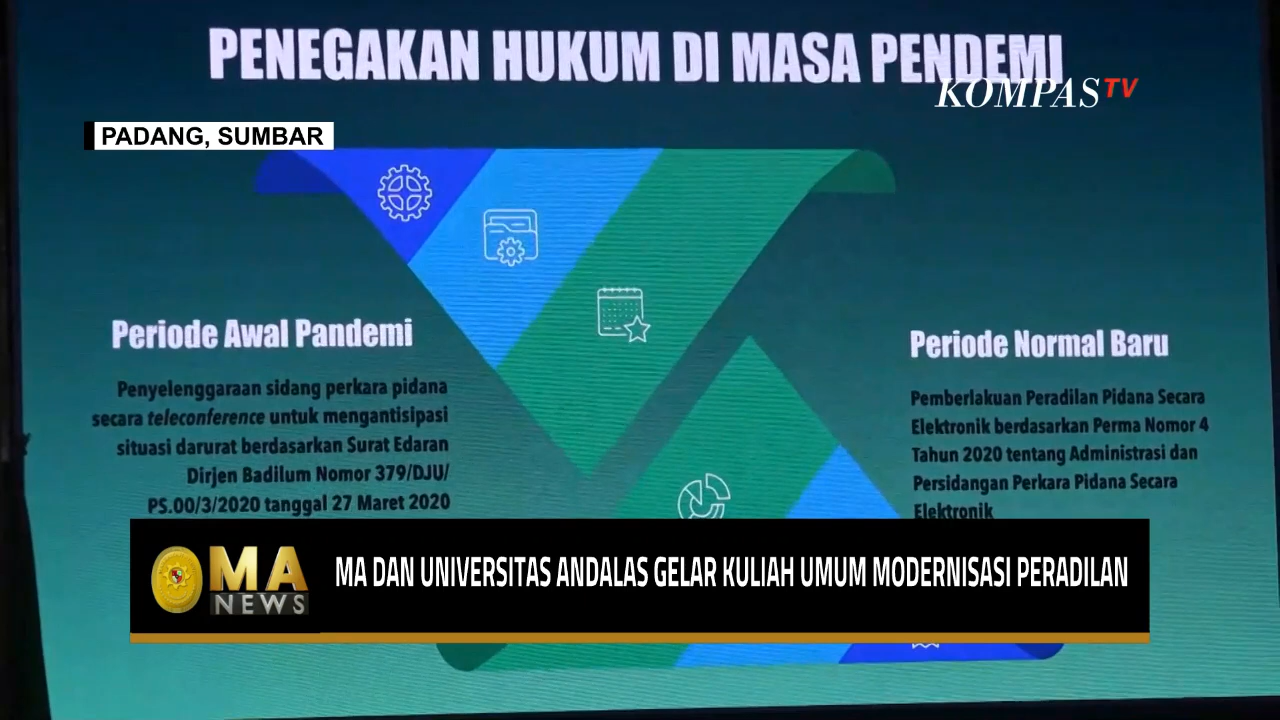 PENEGAKAN HUKUM DI MASA PENDEMI
KOMPAS TV
PADANG, SUMBAR
Periode Awal Pandemi
Penyelenggaraan sidang perkara pidana
secara teleconference untuk mengantisipasi
situasi darurat berdasarkan Surat Edaran
Dirjen Badilum Nomor 379/DJU/
PS.00/3/2020 tanggal 27 Maret 2020
Periode Normal Baru
Pemberlakuan Peradilan Pidana Secara
Elektronik berdasarkan Perma Nomor 4
Tahun 2020 tentang Administrasi dan
Persidangan Perkara Pidana Secara
Elektronik
MA NEWS
MA DAN UNIVERSITAS ANDALAS GELAR KULIAH UMUM MODERNISASI PERADILAN